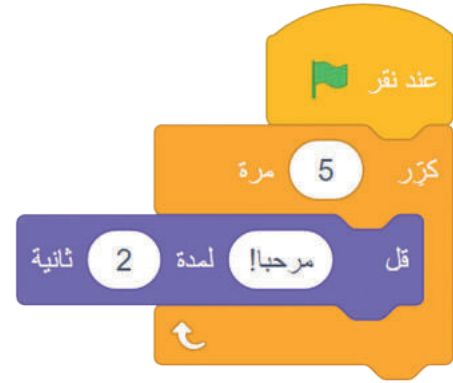 عند نقر
كرّر 5 مرة
قل مرحبا! لمدة 2 ثانية